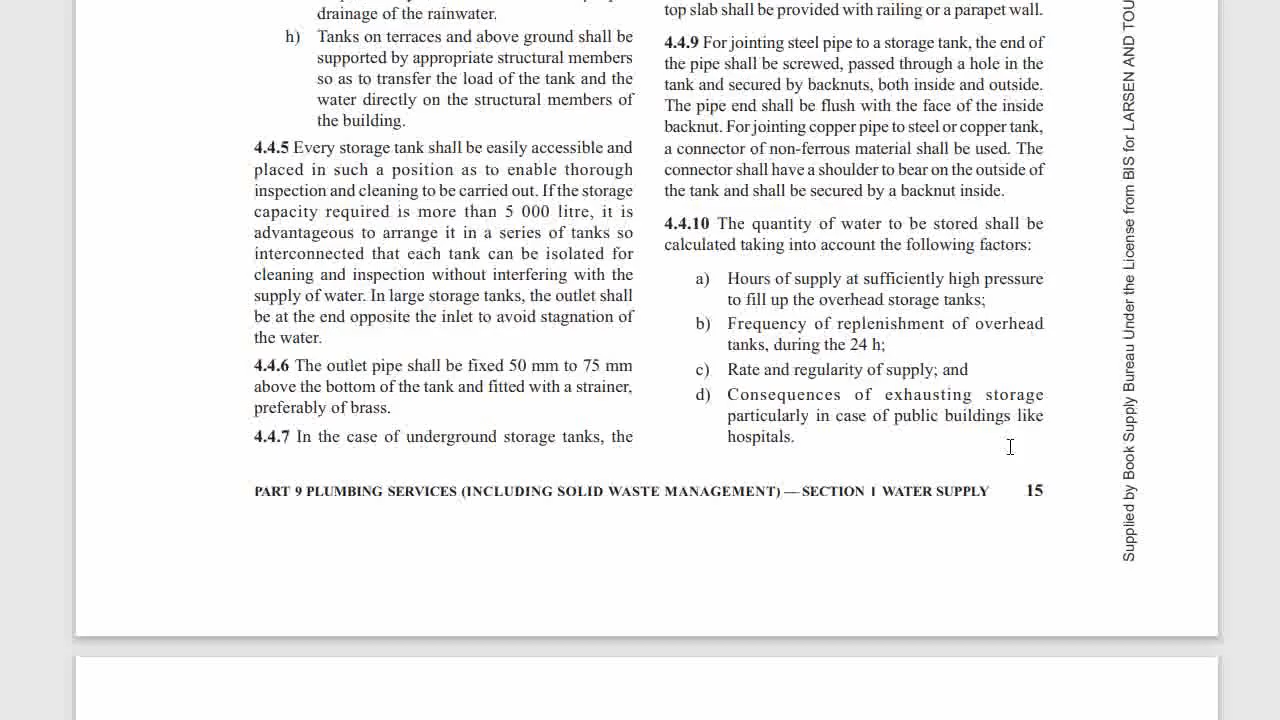 drainage of the rainwater.
h) Tanks on terraces and above ground shall be
supported by appropriate structural members
so as to transfer the load of the tank and the
water directly on the structural members of
the building.
4.4.5 Every storage tank shall be easily accessible and
placed in such a position as to enable thorough
inspection and cleaning to be carried out. If the storage
capacity required is more than 5 000 litre, it is
advantageous to arrange it in a series of tanks so
interconnected that each tank can be isolated for
cleaning and inspection without interfering with the
supply of water. In large storage tanks, the outlet shall
be at the end opposite the inlet to avoid stagnation of
the water.
4.4.6 The outlet pipe shall be fixed 50 mm to 75 mm
above the bottom of the tank and fitted with a strainer,
preferably of brass.
4.4.7 In the case of underground storage tanks, the
top slab shall be provided with railing or a parapet wall.
4.4.9 For jointing steel pipe to a storage tank, the end of
the pipe shall be screwed, passed through a hole in the
tank and secured by backnuts, both inside and outside.
The pipe end shall be flush with the face of the inside
backnut. For jointing copper pipe to steel or copper tank,
a connector of non-ferrous material shall be used. The
connector shall have a shoulder to bear on the outside of
the tank and shall be secured by a backnut inside.
4.4.10 The quantity of water to be stored shall be
calculated taking into account the following factors:
a) Hours of supply at sufficiently high pressure
to fill up the overhead storage tanks;
b) Frequency of replenishment of overhead
tanks, during the 24 h;
c) Rate and regularity of supply; and
d) Consequences of exhausting storage
particularly in case of public buildings like
hospitals.
PART 9 PLUMBING SERVICES (INCLUDING SOLID WASTE MANAGEMENT) — SECTION 1 WATER SUPPLY 15
Supplied by Book Supply Bureau Under the License from BIS for LARSEN AND TOU